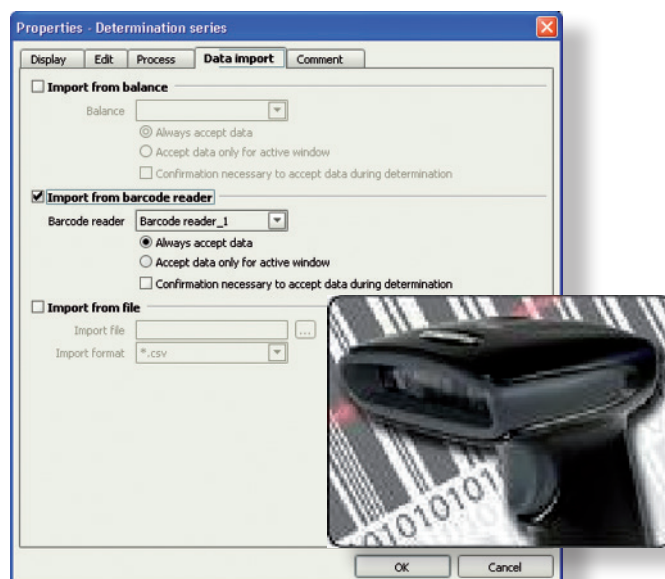 Properties - Determination series
Display Edit Process Data import Comment
Import from balance
Balance
Always accept data
Accept data only for active window
Confirmation necessary to accept data during determination
Import from barcode reader
Barcode reader Barcode reader_1
Always accept data
Accept data only for active window
Confirmation necessary to accept data during determination
Import from file
Import file ...
Import format *.csv
01010101
OK Cancel